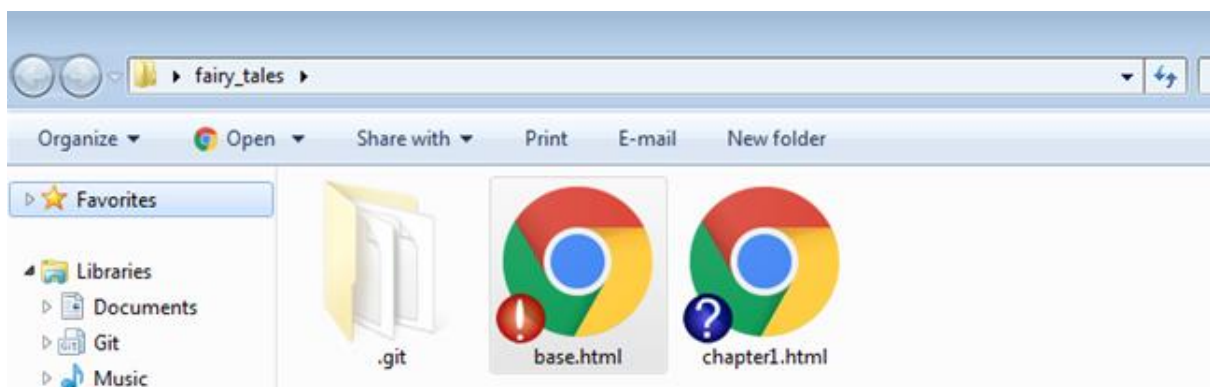 fairy_tales
Organize Open Share with Print E-mail New folder
Favorites
Libraries
Documents
Git
Music
.git base.html chapter1.html